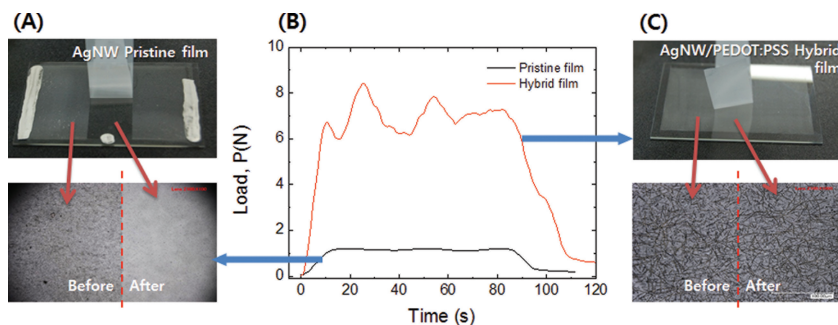 (A)
AgNW Pristine film
Before
After
(B)
10
8
6
4
2
0
Load, P(N)
Pristine film
Hybrid film
0
20
40
60
80
100
120
Time (s)
(C)
AgNW/PEDOT:PSS Hybrid
film
Before
After